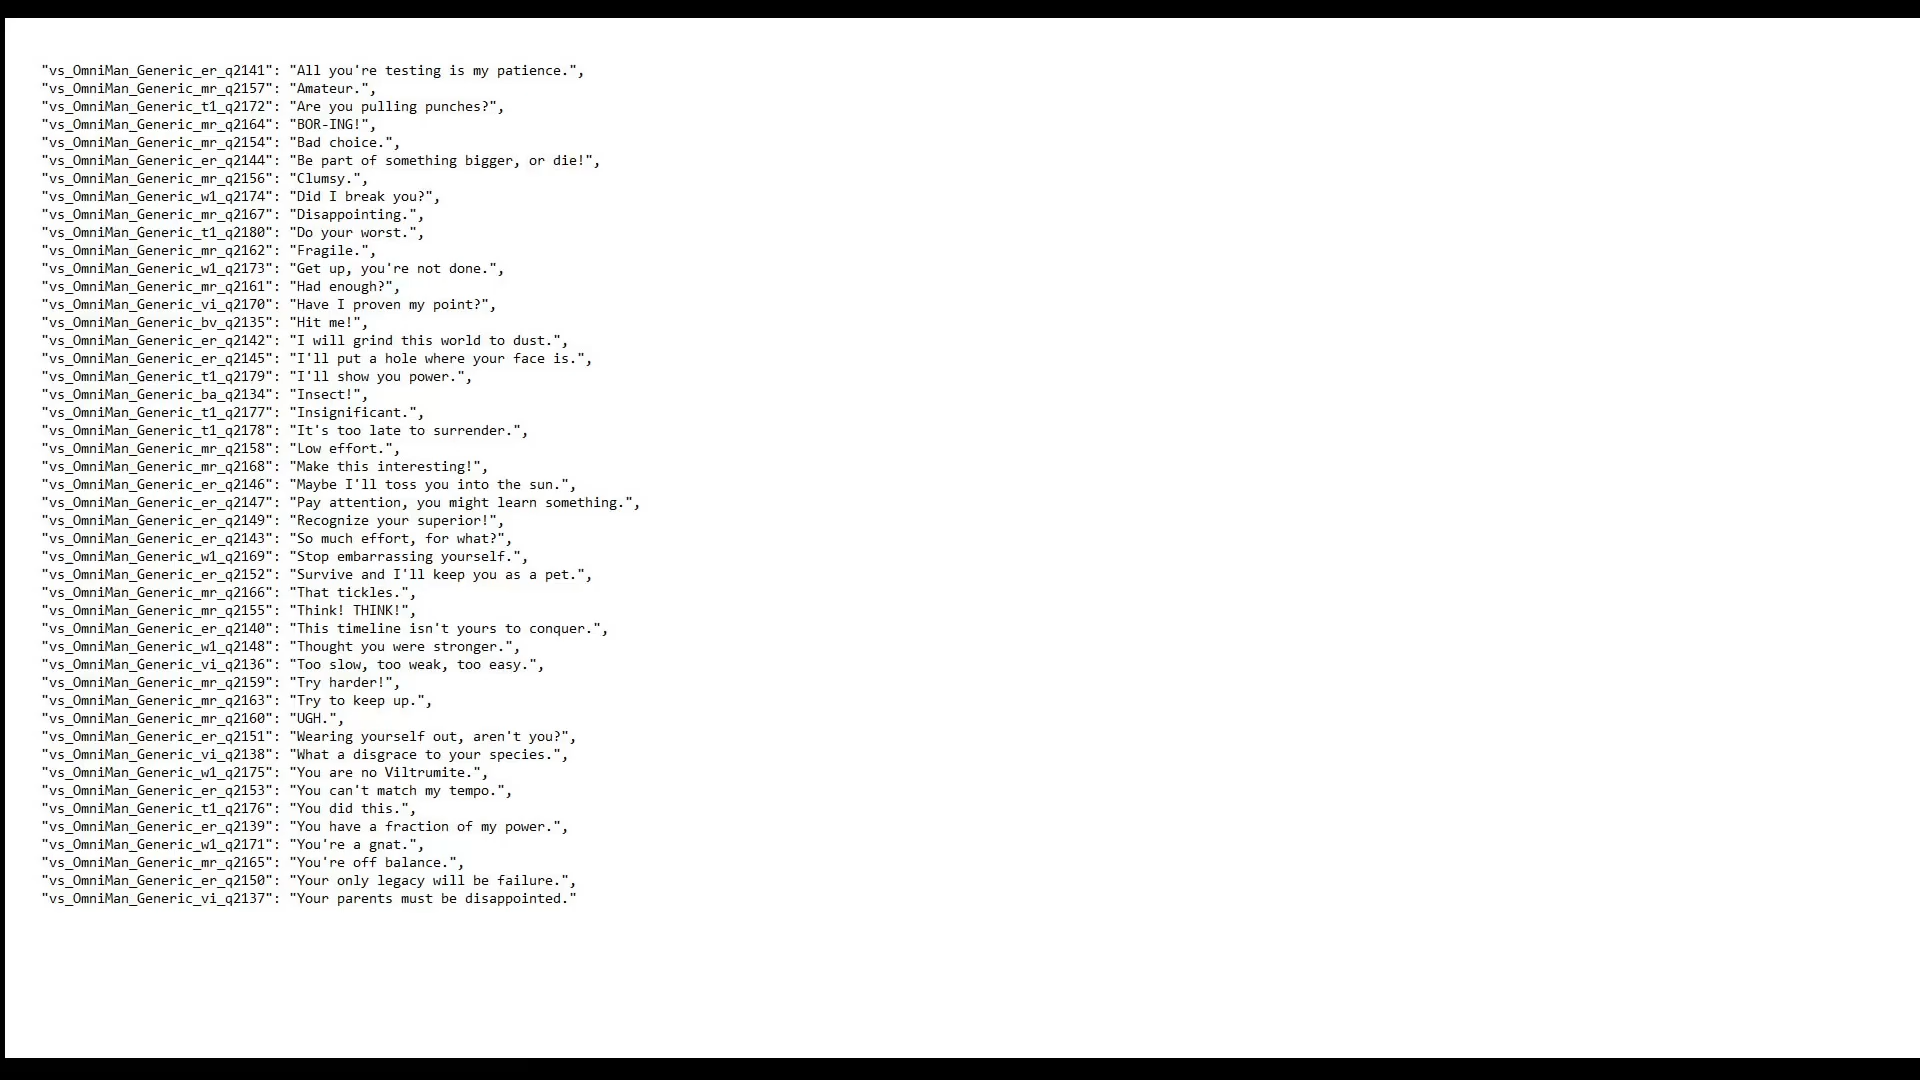 "vs_OmniMan_Generic_er_q2141": "All you're testing is my patience.",
"vs_OmniMan_Generic_mr_q2157": "Amateur.",
"vs_OmniMan_Generic_t1_q2172": "Are you pulling punches?",
"vs_OmniMan_Generic_mr_q2164": "BOR-ING!",
"vs_OmniMan_Generic_mr_q2154": "Bad choice.",
"vs_OmniMan_Generic_er_q2144": "Be part of something bigger, or die!",
"vs_OmniMan_Generic_mr_q2156": "Clumsy.",
"vs_OmniMan_Generic_w1_q2174": "Did I break you?",
"vs_OmniMan_Generic_mr_q2167": "Disappointing.",
"vs_OmniMan_Generic_t1_q2180": "Do your worst.",
"vs_OmniMan_Generic_mr_q2162": "Fragile.",
"vs_OmniMan_Generic_w1_q2173": "Get up, you're not done.",
"vs_OmniMan_Generic_mr_q2161": "Had enough?",
"vs_OmniMan_Generic_vi_q2170": "Have I proven my point?",
"vs_OmniMan_Generic_bv_q2135": "Hit me!",
"vs_OmniMan_Generic_er_q2142": "I will grind this world to dust.",
"vs_OmniMan_Generic_er_q2145": "I'll put a hole where your face is.",
"vs_OmniMan_Generic_t1_q2179": "I'll show you power.",
"vs_OmniMan_Generic_ba_q2134": "Insect!",
"vs_OmniMan_Generic_t1_q2177": "Insignificant.",
"vs_OmniMan_Generic_t1_q2178": "It's too late to surrender.",
"vs_OmniMan_Generic_mr_q2158": "Low effort.",
"vs_OmniMan_Generic_mr_q2168": "Make this interesting!",
"vs_OmniMan_Generic_er_q2146": "Maybe I'll toss you into the sun.",
"vs_OmniMan_Generic_er_q2147": "Pay attention, you might learn something.",
"vs_OmniMan_Generic_er_q2149": "Recognize your superior!",
"vs_OmniMan_Generic_er_q2143": "So much effort, for what?",
"vs_OmniMan_Generic_w1_q2169": "Stop embarrassing yourself.",
"vs_OmniMan_Generic_er_q2152": "Survive and I'll keep you as a pet.",
"vs_OmniMan_Generic_mr_q2166": "That tickles.",
"vs_OmniMan_Generic_mr_q2155": "Think! THINK!",
"vs_OmniMan_Generic_er_q2140": "This timeline isn't yours to conquer.",
"vs_OmniMan_Generic_w1_q2148": "Thought you were stronger.",
"vs_OmniMan_Generic_vi_q2136": "Too slow, too weak, too easy.",
"vs_OmniMan_Generic_mr_q2159": "Try harder!",
"vs_OmniMan_Generic_mr_q2163": "Try to keep up.",
"vs_OmniMan_Generic_mr_q2160": "UGH.",
"vs_OmniMan_Generic_er_q2151": "Wearing yourself out, aren't you?",
"vs_OmniMan_Generic_vi_q2138": "What a disgrace to your species.",
"vs_OmniMan_Generic_w1_q2175": "You are no Viltrumite.",
"vs_OmniMan_Generic_er_q2153": "You can't match my tempo.",
"vs_OmniMan_Generic_t1_q2176": "You did this.",
"vs_OmniMan_Generic_er_q2139": "You have a fraction of my power.",
"vs_OmniMan_Generic_w1_q2171": "You're a gnat.",
"vs_OmniMan_Generic_mr_q2165": "You're off balance.",
"vs_OmniMan_Generic_er_q2150": "Your only legacy will be failure.",
"vs_OmniMan_Generic_vi_q2137": "Your parents must be disappointed."